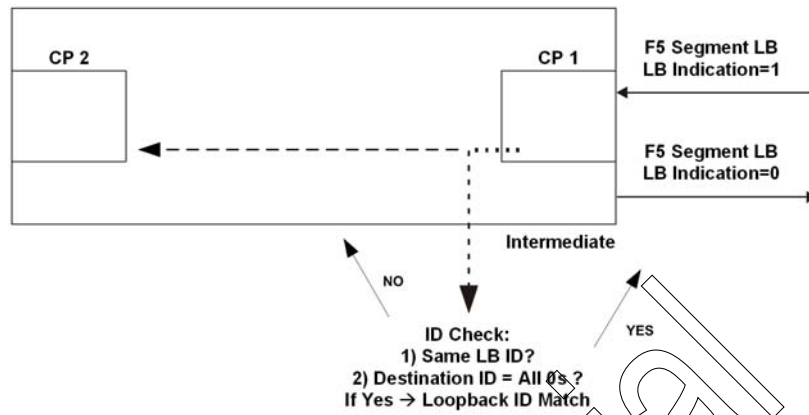 CP 2
CP 1
F5 Segment LB
LB Indication=1
F5 Segment LB
LB Indication=0
Intermediate
NO
YES
ID Check:
1) Same LB ID?
2) Destination ID = All 0s ?
If Yes → Loopback ID Match